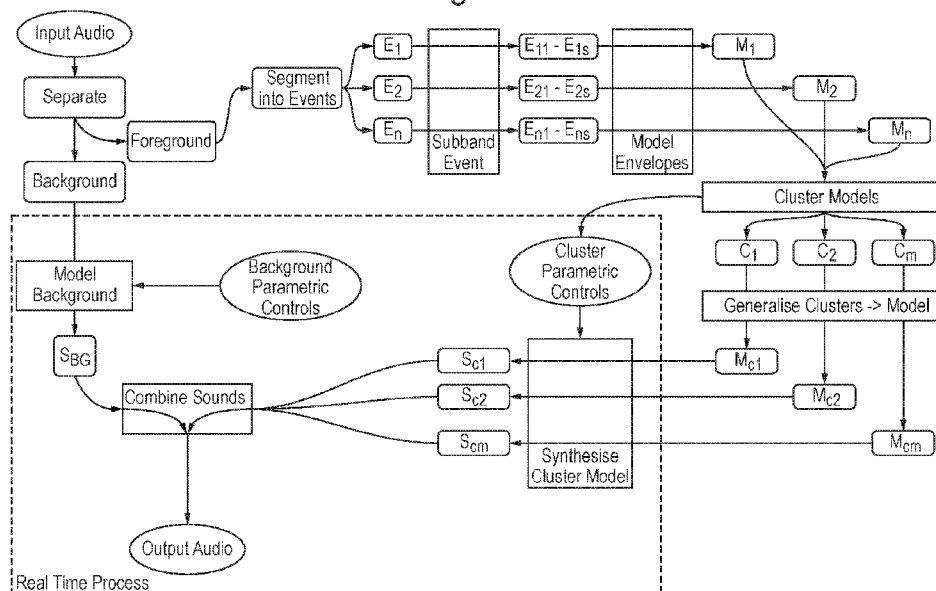 Input Audio
Separate
Foreground
Background
Segment
into Events
E1
E2
En
Subband
Event
E11 - E1s
E21 - E2s
En1 - Ens
Model
Envelopes
M1
M2
Mn
Cluster Models
C1
C2
Cm
Generalise Clusters -> Model
Mc1
Mc2
Mcm
Cluster
Parametric
Controls
Background
Parametric
Controls
Model
Background
SBG
Combine Sounds
Sc1
Sc2
Scm
Synthesise
Cluster Model
Output Audio
Real Time Process